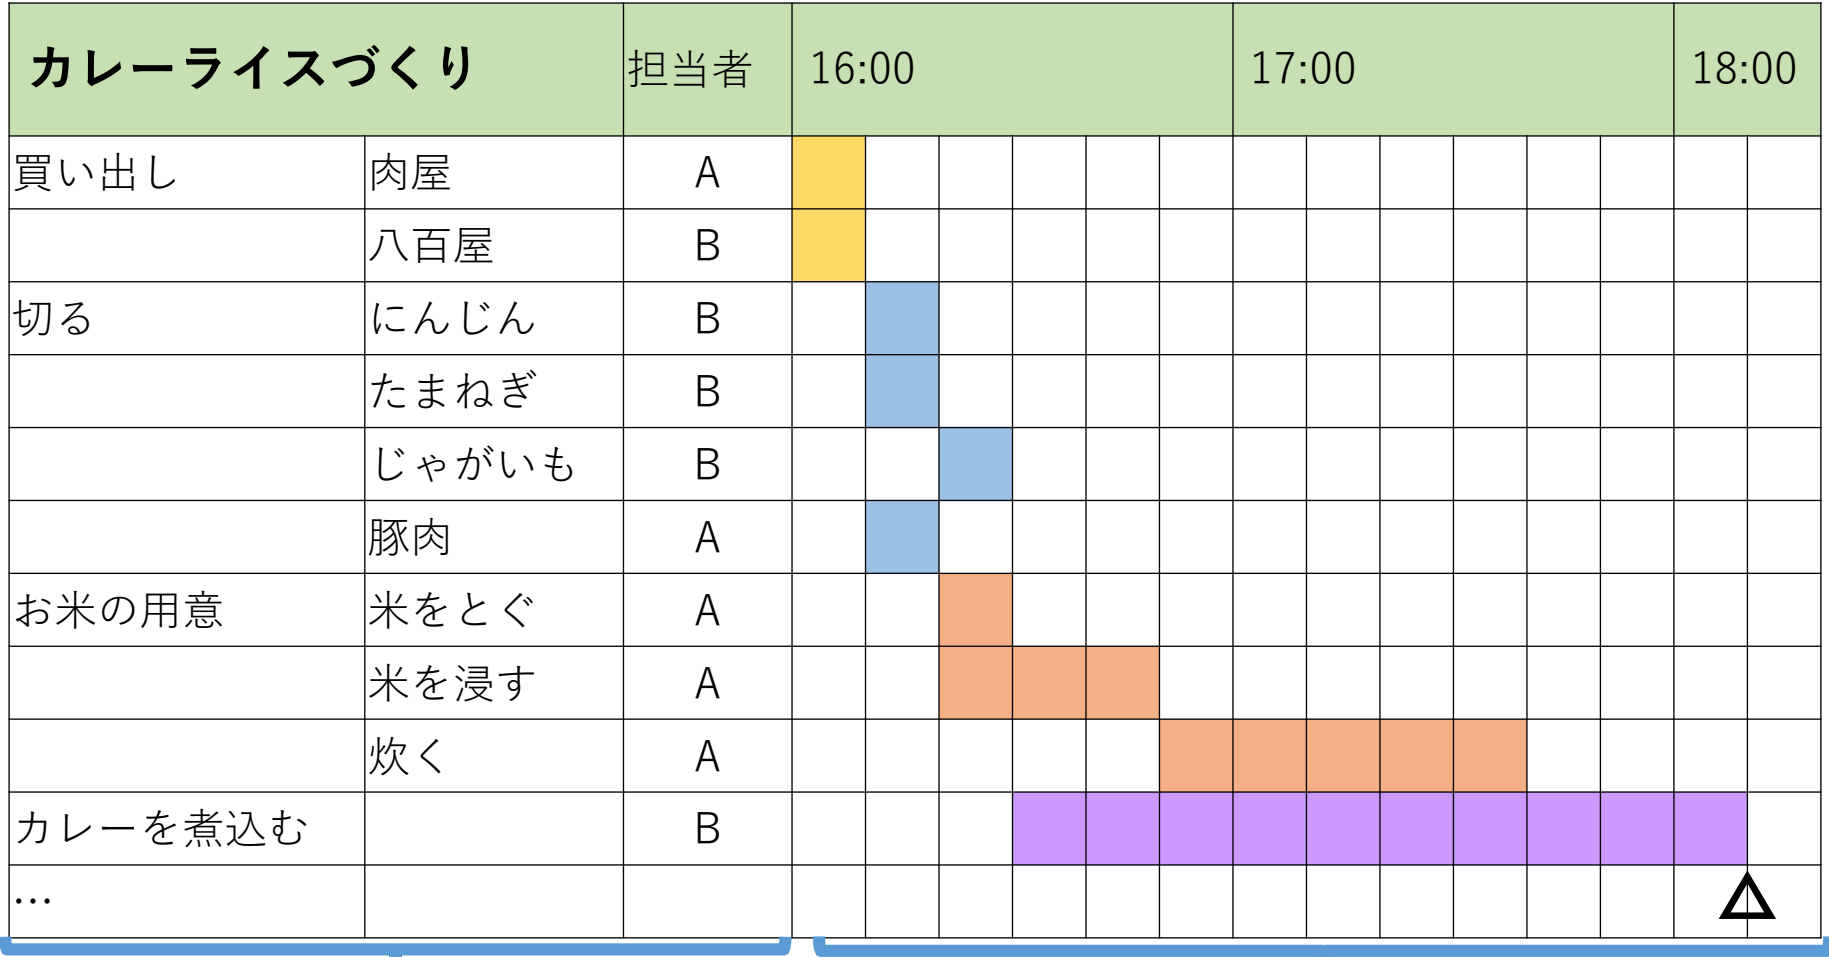 カレーライスづくり 担当者 16:00 17:00 18:00
買い出し 肉屋 A
八百屋 B
切る にんじん B
たまねぎ B
じゃがいも B
豚肉 A
お米の用意 米をとぐ A
米を浸す A
炊く A
カレーを煮込む B
…